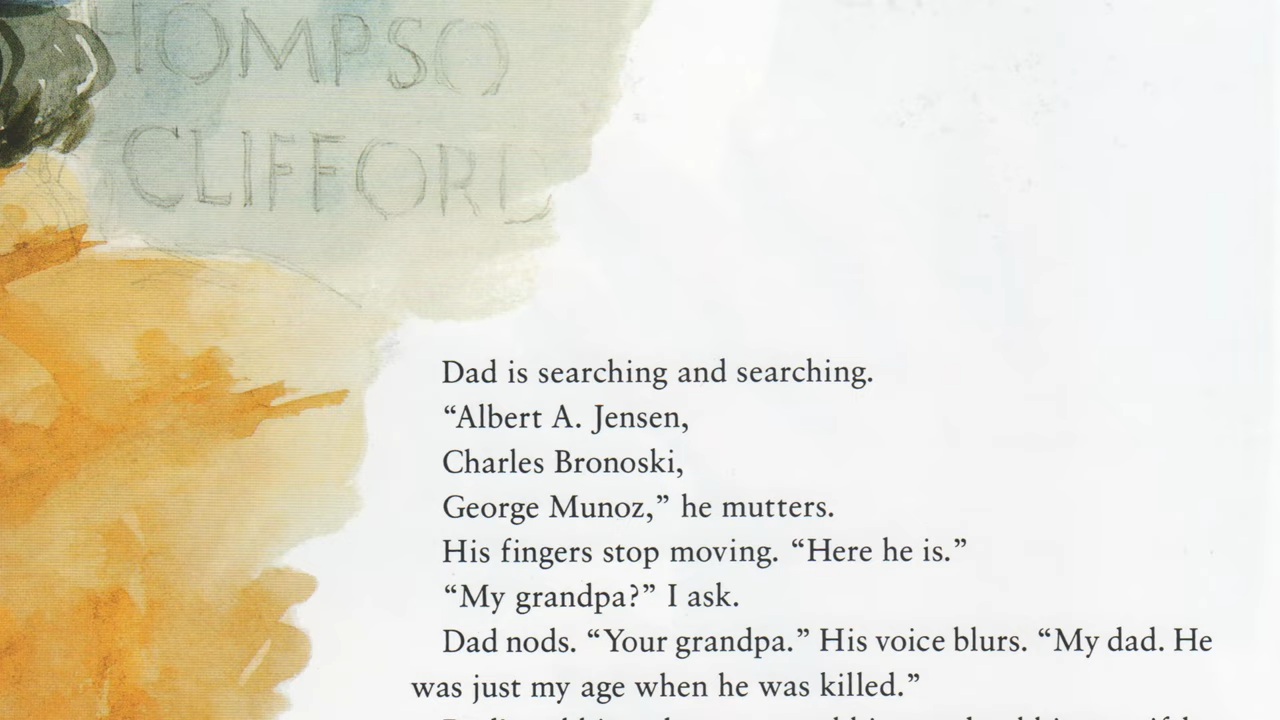 HOMPSO
CLIFFORD
Dad is searching and searching.
“Albert A. Jensen,
Charles Bronoski,
George Munoz,” he mutters.
His fingers stop moving. “Here he is.”
“My grandpa?” I ask.
Dad nods. “Your grandpa.” His voice blurs. “My dad. He
was just my age when he was killed.”